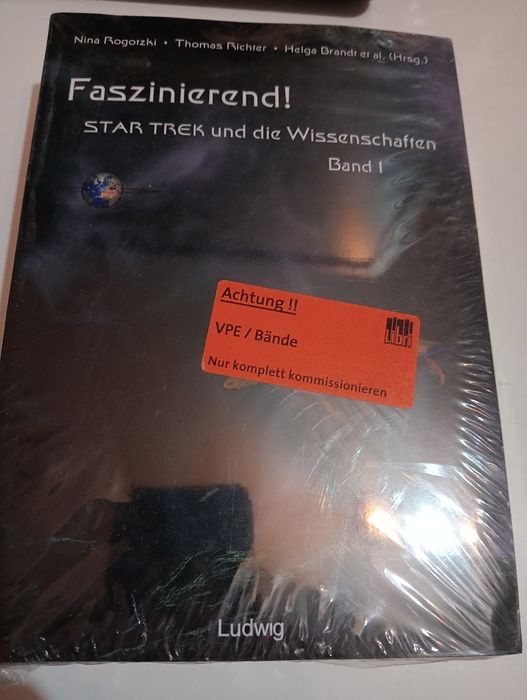 Nina Rogotzki • Thomas Richter • Helga Brandt et al. (Hrsg.)
Faszinierend!
STAR TREK und die Wissenschaften
Band 1
Achtung !!
VPE / Bände
Nur komplett kommissionieren
Ludwig